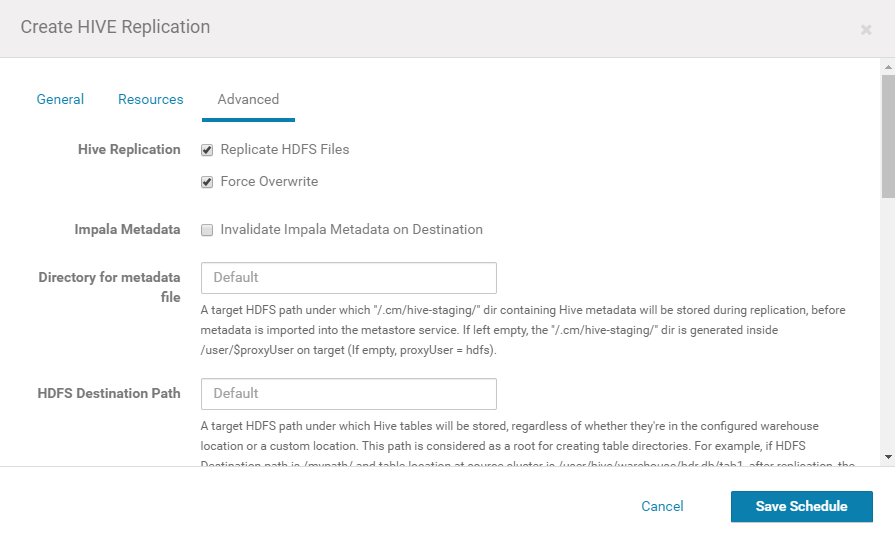 Create HIVE Replication
General Resources Advanced
Hive Replication Replicate HDFS Files
Force Overwrite
Impala Metadata Invalidate Impala Metadata on Destination
Directory for metadata file Default
A target HDFS path under which "/.cm/hive-staging/" dir containing Hive metadata will be stored during replication, before
metadata is imported into the metastore service. If left empty, the "/.cm/hive-staging/" dir is generated inside
/user/$proxyUser on target (If empty, proxyUser = hdfs).
HDFS Destination Path Default
A target HDFS path under which Hive tables will be stored, regardless of whether they're in the configured warehouse
location or a custom location. This path is considered as a root for creating table directories. For example, if HDFS
Destination path is /mypath/ and table location at source cluster is /user/hive/warehouse/bdr.db/tab1, after replication, the
Cancel Save Schedule